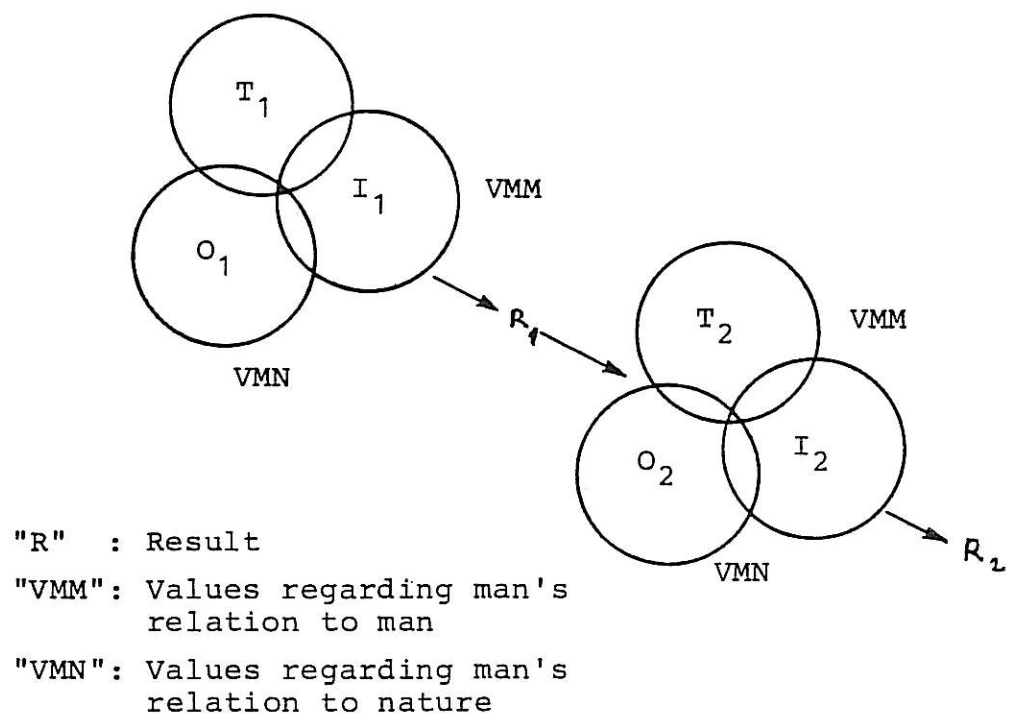 T₁
I₁
VMM
O₁
VMN
R₁
T₂
VMM
O₂
I₂
VMN
R₂
"R" : Result
"VMM": Values regarding man's
relation to man
"VMN": Values regarding man's
relation to nature